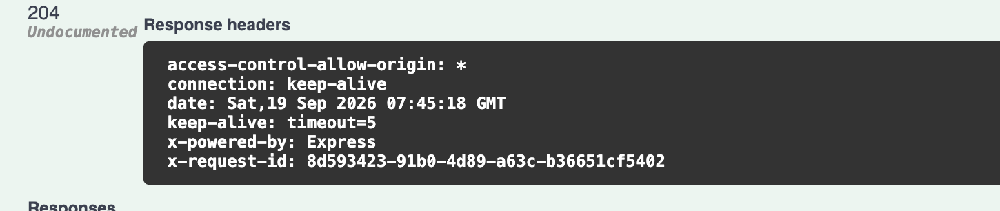 204
Undocumented
Response headers
access-control-allow-origin: *
connection: keep-alive
date: Sat,19 Sep 2026 07:45:18 GMT
keep-alive: timeout=5
x-powered-by: Express
x-request-id: 8d593423-91b0-4d89-a63c-b36651cf5402
Responses